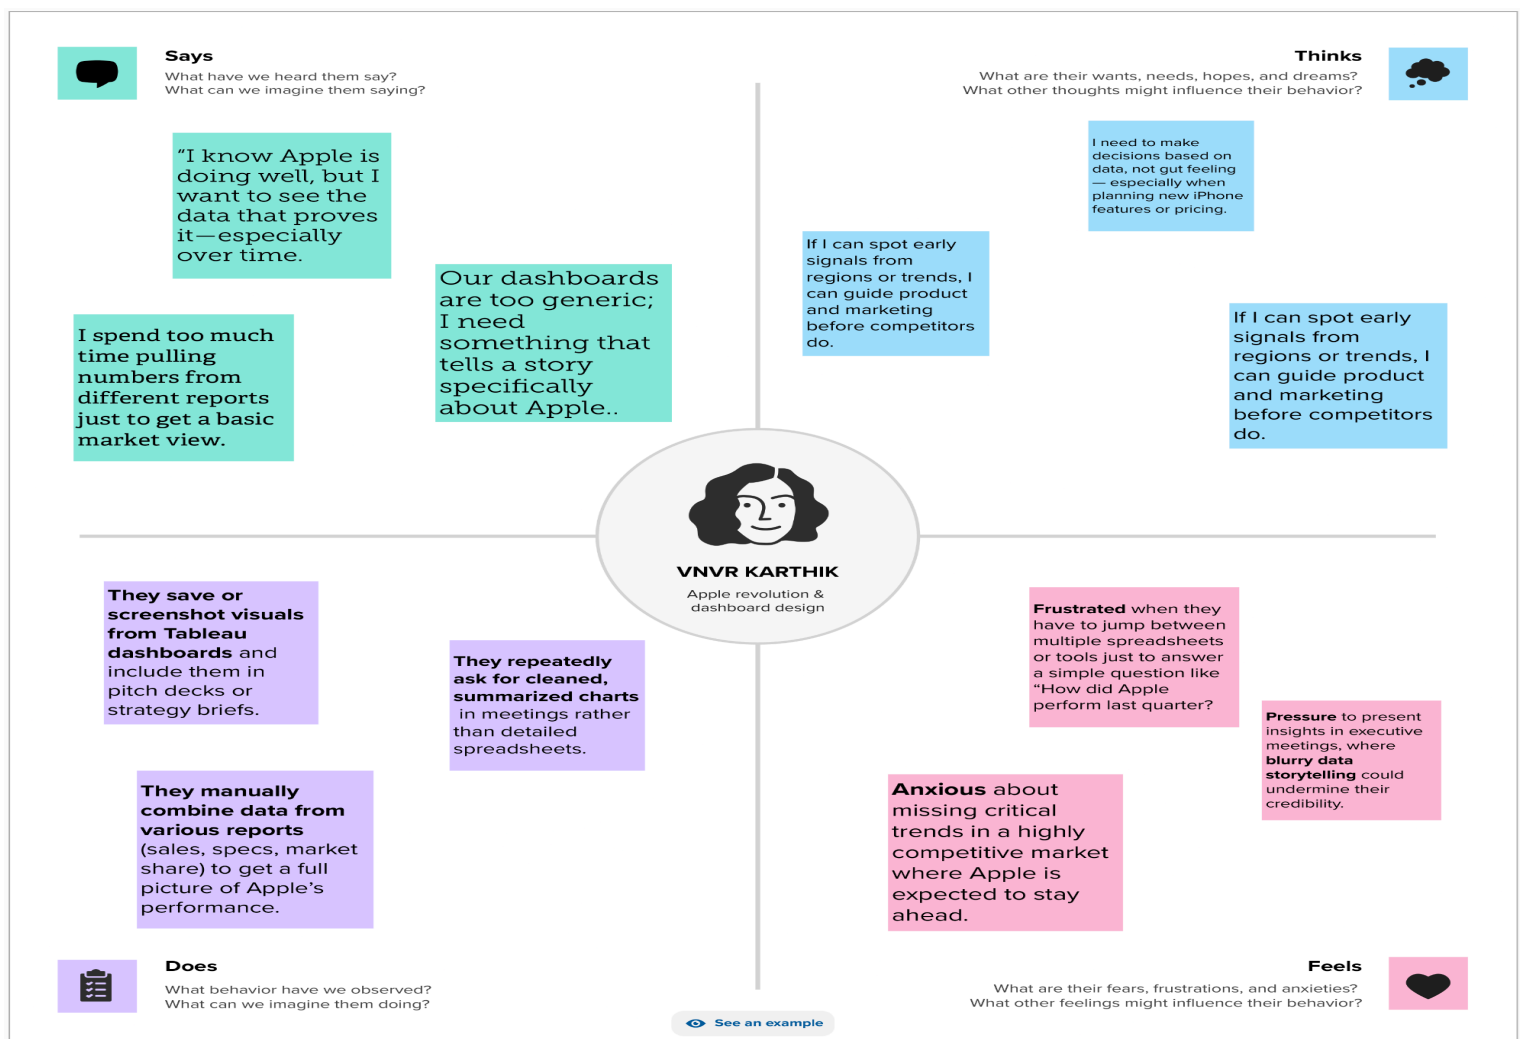 Says
What have we heard them say?
What can we imagine them saying?
Thinks
What are their wants, needs, hopes, and dreams?
What other thoughts might influence their behavior?
“I know Apple is
doing well, but I
want to see the
data that proves
it—especially
over time.
Our dashboards
are too generic;
I need
something that
tells a story
specifically
about Apple..
I spend too much
time pulling
numbers from
different reports
just to get a basic
market view.
I need to make
decisions based on
data, not gut feeling
— especially when
planning new iPhone
features or pricing.
If I can spot early
signals from
regions or trends, I
can guide product
and marketing
before competitors
do.
If I can spot early
signals from
regions or trends, I
can guide product
and marketing
before competitors
do.
VNVR KARTHIK
Apple revolution &
dashboard design
They save or
screenshot visuals
from Tableau
dashboards and
include them in
pitch decks or
strategy briefs.
They repeatedly
ask for cleaned,
summarized charts
in meetings rather
than detailed
spreadsheets.
They manually
combine data from
various reports
(sales, specs, market
share) to get a full
picture of Apple’s
performance.
Frustrated when they
have to jump between
multiple spreadsheets
or tools just to answer
a simple question like
“How did Apple
perform last quarter?
Pressure to present
insights in executive
meetings, where
blurry data
storytelling could
undermine their
credibility.
Anxious about
missing critical
trends in a highly
competitive market
where Apple is
expected to stay
ahead.
Does
What behavior have we observed?
What can we imagine them doing?
Feels
What are their fears, frustrations, and anxieties?
What other feelings might influence their behavior?
See an example